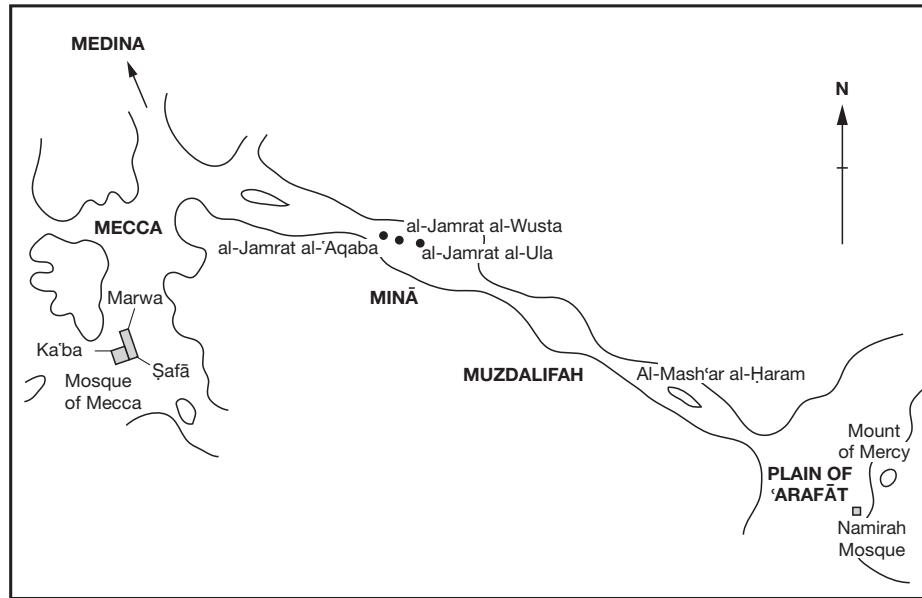 MEDINA
N
MECCA
al-Jamrat al-Wusta
al-Jamrat al-ʿAqaba
al-Jamrat al-Ula
MINĀ
Marwa
Kaʿba
Ṣafā
Mosque
of Mecca
MUZDALIFAH
Al-Mashʿar al-Ḥaram
Mount
of Mercy
PLAIN OF
ʿARAFĀT
Namirah
Mosque